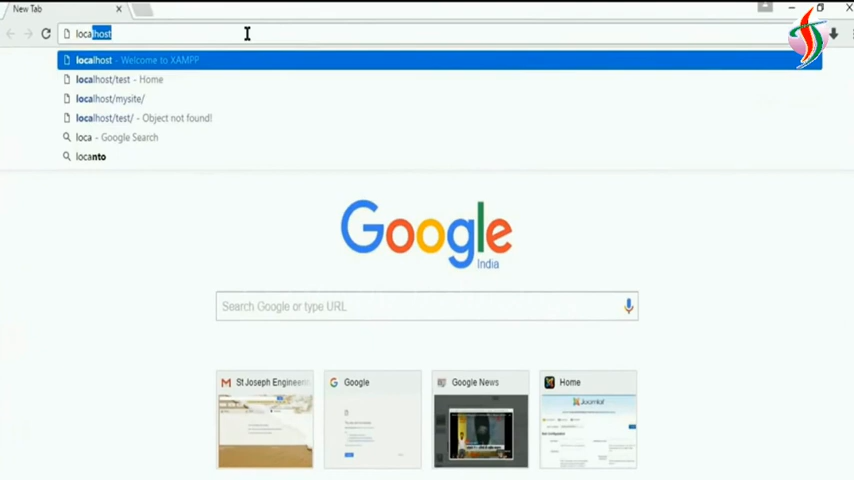 New Tab
localhost
localhost - Welcome to XAMPP
localhost/test - Home
localhost/mysite/
localhost/test/ - Object not found!
loca - Google Search
locanto
Google
India
Search Google or type URL
St Joseph Engineeri
Google
Google News
Home
Joomla!